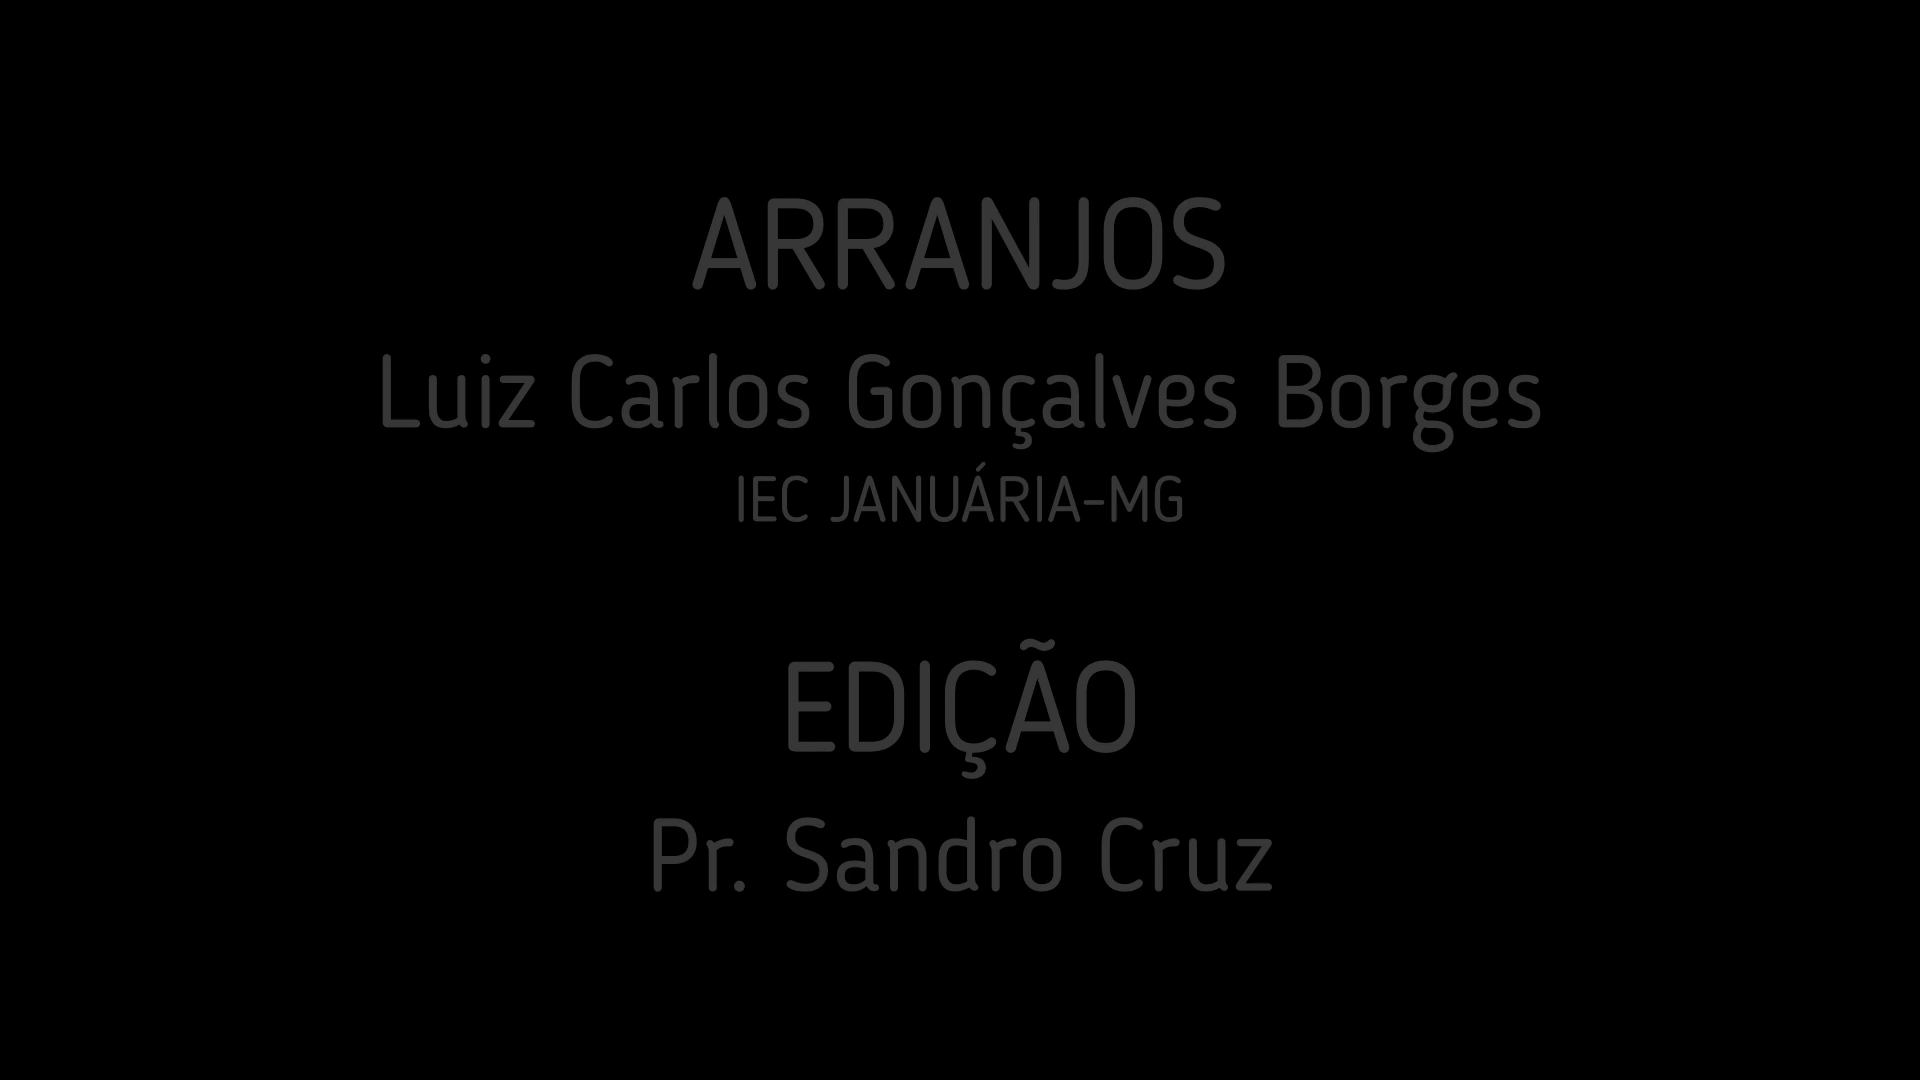 ARRANJOS
Luiz Carlos Gonçalves Borges
IEC JANUÁRIA-MG
EDIÇÃO
Pr. Sandro Cruz